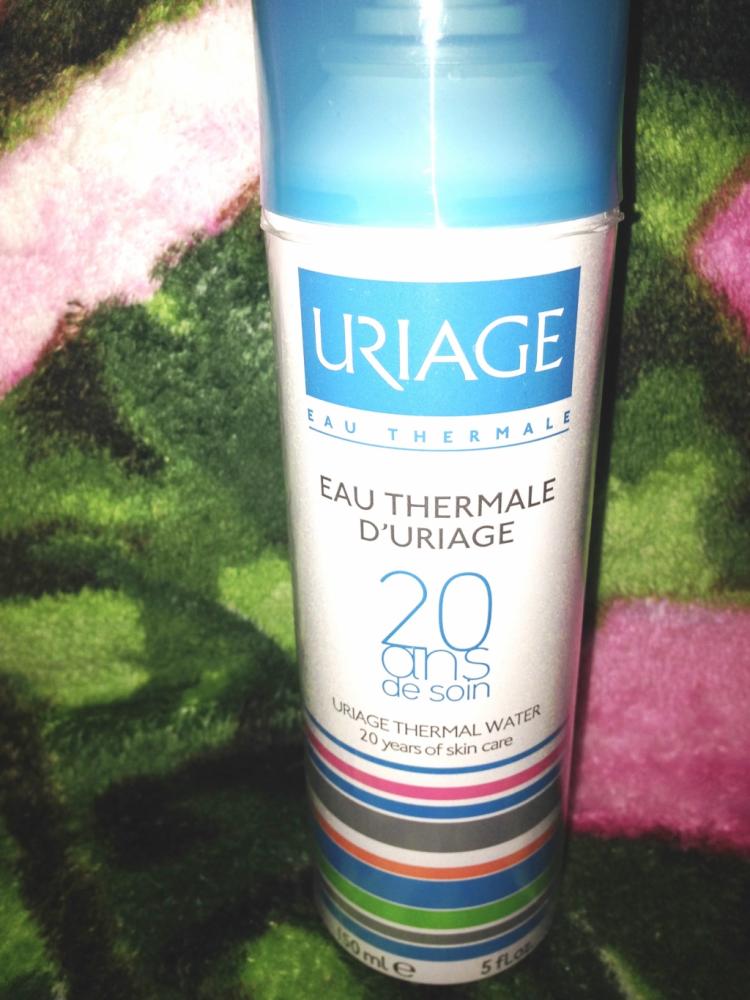 URIAGE
EAU THERMALE
EAU THERMALE
D'URIAGE
20
ans
de soin
URIAGE THERMAL WATER
20 years of skin care
150 ml e 5 fl.oz.